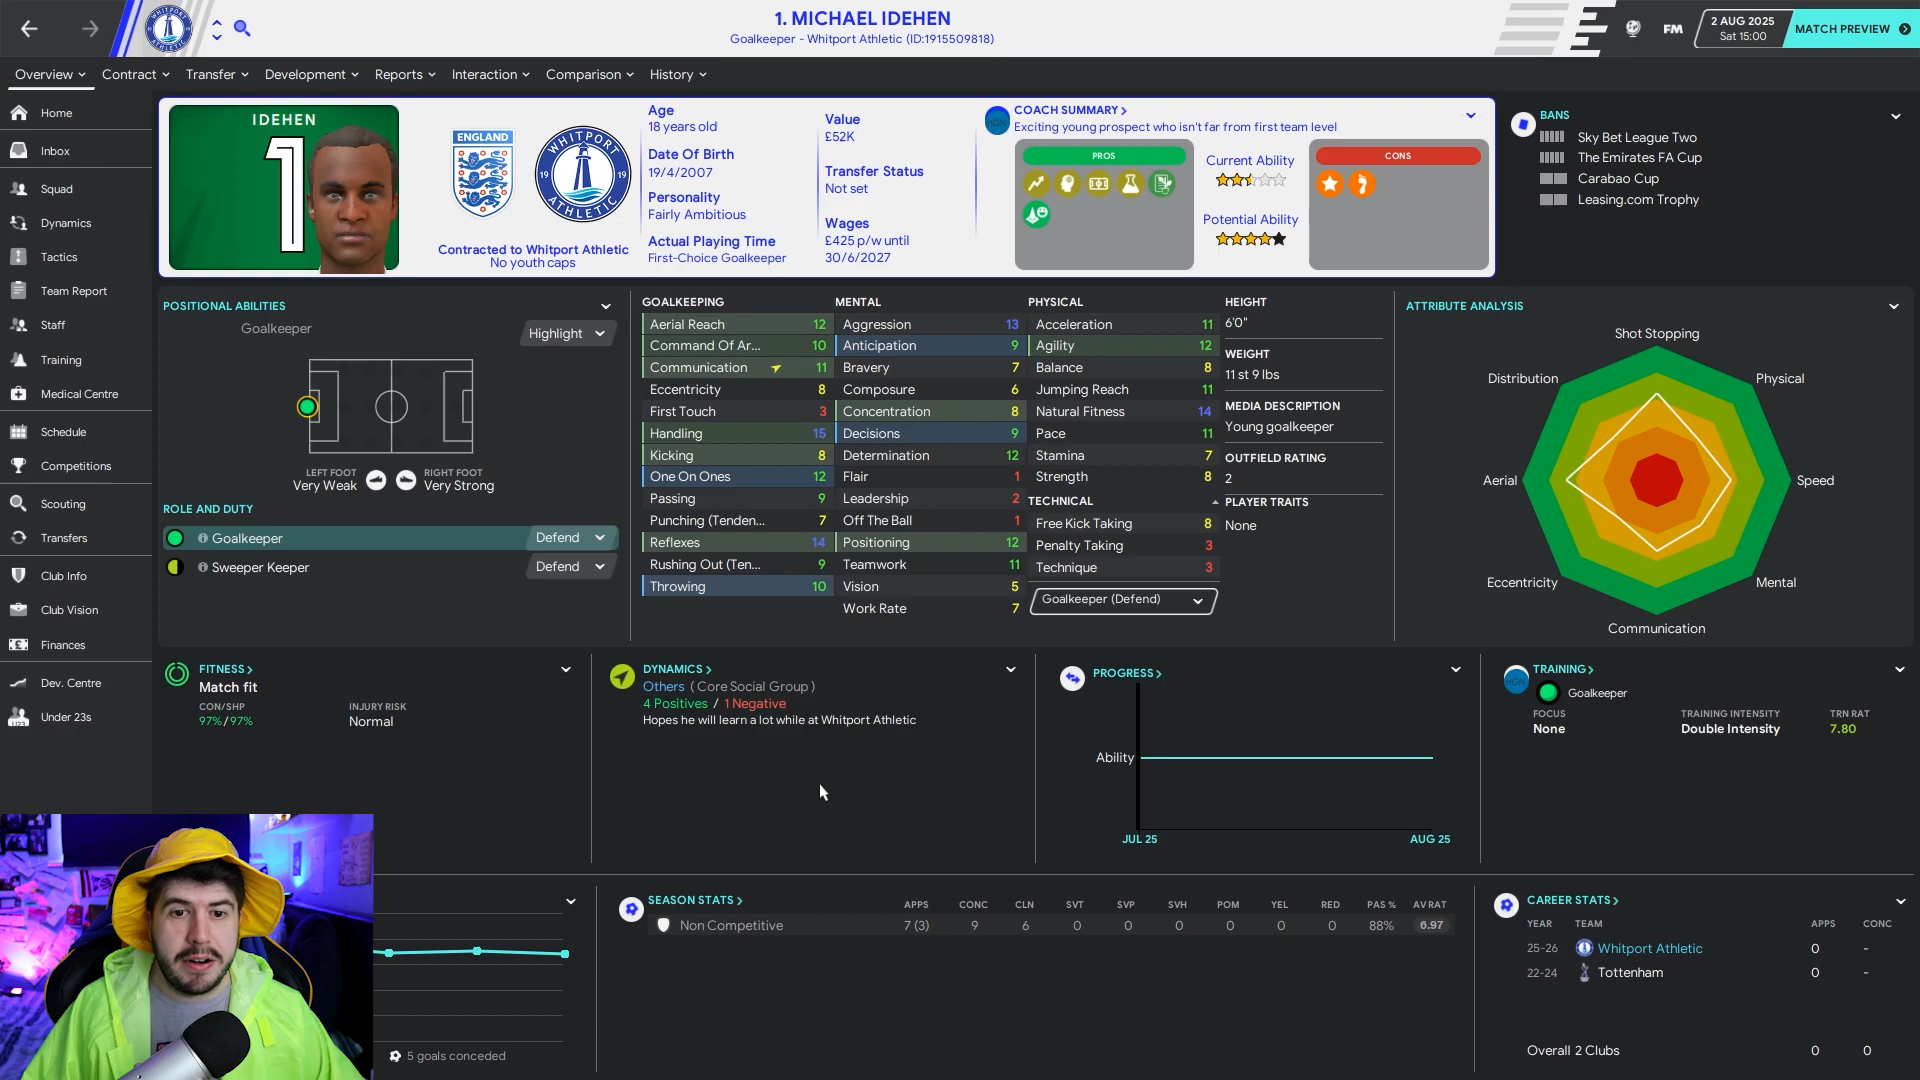 1. MICHAEL IDEHEN
Goalkeeper - Whitport Athletic (ID:1915509818)
FM
2 AUG 2025
Sat 15:00
MATCH PREVIEW
Overview
Contract
Transfer
Development
Reports
Interaction
Comparison
History
Home
Inbox
Squad
Dynamics
Tactics
Team Report
Staff
Training
Medical Centre
Schedule
Competitions
Scouting
Transfers
Club Info
Club Vision
Finances
Dev. Centre
Under 23s
IDEHEN
1
ENGLAND
WHITPORT
19 19
ATHLETIC
Contracted to Whitport Athletic
No youth caps
Age
18 years old
Date Of Birth
19/4/2007
Personality
Fairly Ambitious
Actual Playing Time
First-Choice Goalkeeper
Value
£52K
Transfer Status
Not set
Wages
£425 p/w until
30/6/2027
HGN
COACH SUMMARY >
Exciting young prospect who isn't far from first team level
PROS
Current Ability
Potential Ability
CONS
BANS
Sky Bet League Two
The Emirates FA Cup
Carabao Cup
Leasing.com Trophy
POSITIONAL ABILITIES
Goalkeeper
Highlight
LEFT FOOT
Very Weak
RIGHT FOOT
Very Strong
ROLE AND DUTY
Goalkeeper Defend
Sweeper Keeper Defend
GOALKEEPING
Aerial Reach 12
Command Of Ar... 10
Communication 11
Eccentricity 8
First Touch 3
Handling 15
Kicking 8
One On Ones 12
Passing 9
Punching (Tenden... 7
Reflexes 14
Rushing Out (Ten... 9
Throwing 10
MENTAL
Aggression 13
Anticipation 9
Bravery 7
Composure 6
Concentration 8
Decisions 9
Determination 12
Flair 1
Leadership 2
Off The Ball 1
Positioning 12
Teamwork 11
Vision 5
Work Rate 7
PHYSICAL
Acceleration 11
Agility 12
Balance 8
Jumping Reach 11
Natural Fitness 14
Pace 11
Stamina 7
Strength 8
TECHNICAL
Free Kick Taking 8
Penalty Taking 3
Technique 3
Goalkeeper (Defend)
HEIGHT
6'0"
WEIGHT
11 st 9 lbs
MEDIA DESCRIPTION
Young goalkeeper
OUTFIELD RATING
2
PLAYER TRAITS
None
ATTRIBUTE ANALYSIS
Shot Stopping
Distribution
Physical
Aerial
Speed
Eccentricity
Mental
Communication
FITNESS >
Match fit
CON/SHP
97% / 97%
INJURY RISK
Normal
DYNAMICS >
Others ( Core Social Group )
4 Positives / 1 Negative
Hopes he will learn a lot while at Whitport Athletic
PROGRESS >
Ability
JUL 25
AUG 25
HGN
TRAINING >
Goalkeeper
FOCUS
None
TRAINING INTENSITY
Double Intensity
TRN RAT
7.80
5 goals conceded
SEASON STATS > APPS CONC CLN SVT SVP SVH POM YEL RED PAS % AV RAT
Non Competitive 7 (3) 9 6 0 0 0 0 0 0 88% 6.97
CAREER STATS >
YEAR TEAM APPS CONC
25-26 Whitport Athletic 0 -
22-24 Tottenham 0 -
Overall 2 Clubs 0 0